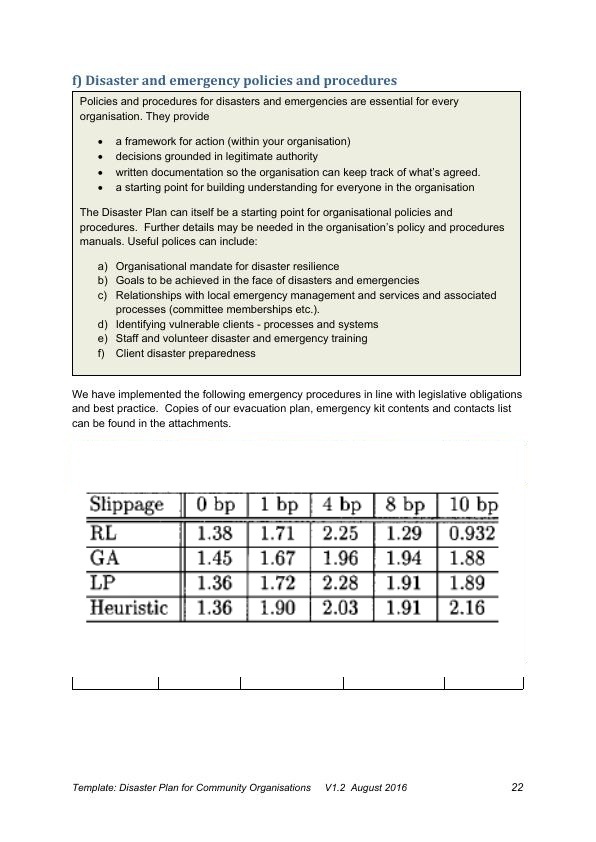 f) Disaster and emergency policies and procedures
Policies and procedures for disasters and emergencies are essential for every
organisation. They provide
• a framework for action (within your organisation)
• decisions grounded in legitimate authority
• written documentation so the organisation can keep track of what's agreed.
• a starting point for building understanding for everyone in the organisation
The Disaster Plan can itself be a starting point for organisational policies and
procedures. Further details may be needed in the organisation's policy and procedures
manuals. Useful polices can include:
a) Organisational mandate for disaster resilience
b) Goals to be achieved in the face of disasters and emergencies
c) Relationships with local emergency management and services and associated
processes (committee memberships etc.).
d) Identifying vulnerable clients - processes and systems
e) Staff and volunteer disaster and emergency training
f) Client disaster preparedness
We have implemented the following emergency procedures in line with legislative obligations
and best practice. Copies of our evacuation plan, emergency kit contents and contacts list
can be found in the attachments.
Slippage 0 bp 1 bp 4 bp 8 bp 10 bp
RL 1.38 1.71 2.25 1.29 0.932
GA 1.45 1.67 1.96 1.94 1.88
LP 1.36 1.72 2.28 1.91 1.89
Heuristic 1.36 1.90 2.03 1.91 2.16
Template: Disaster Plan for Community Organisations V1.2 August 2016 22